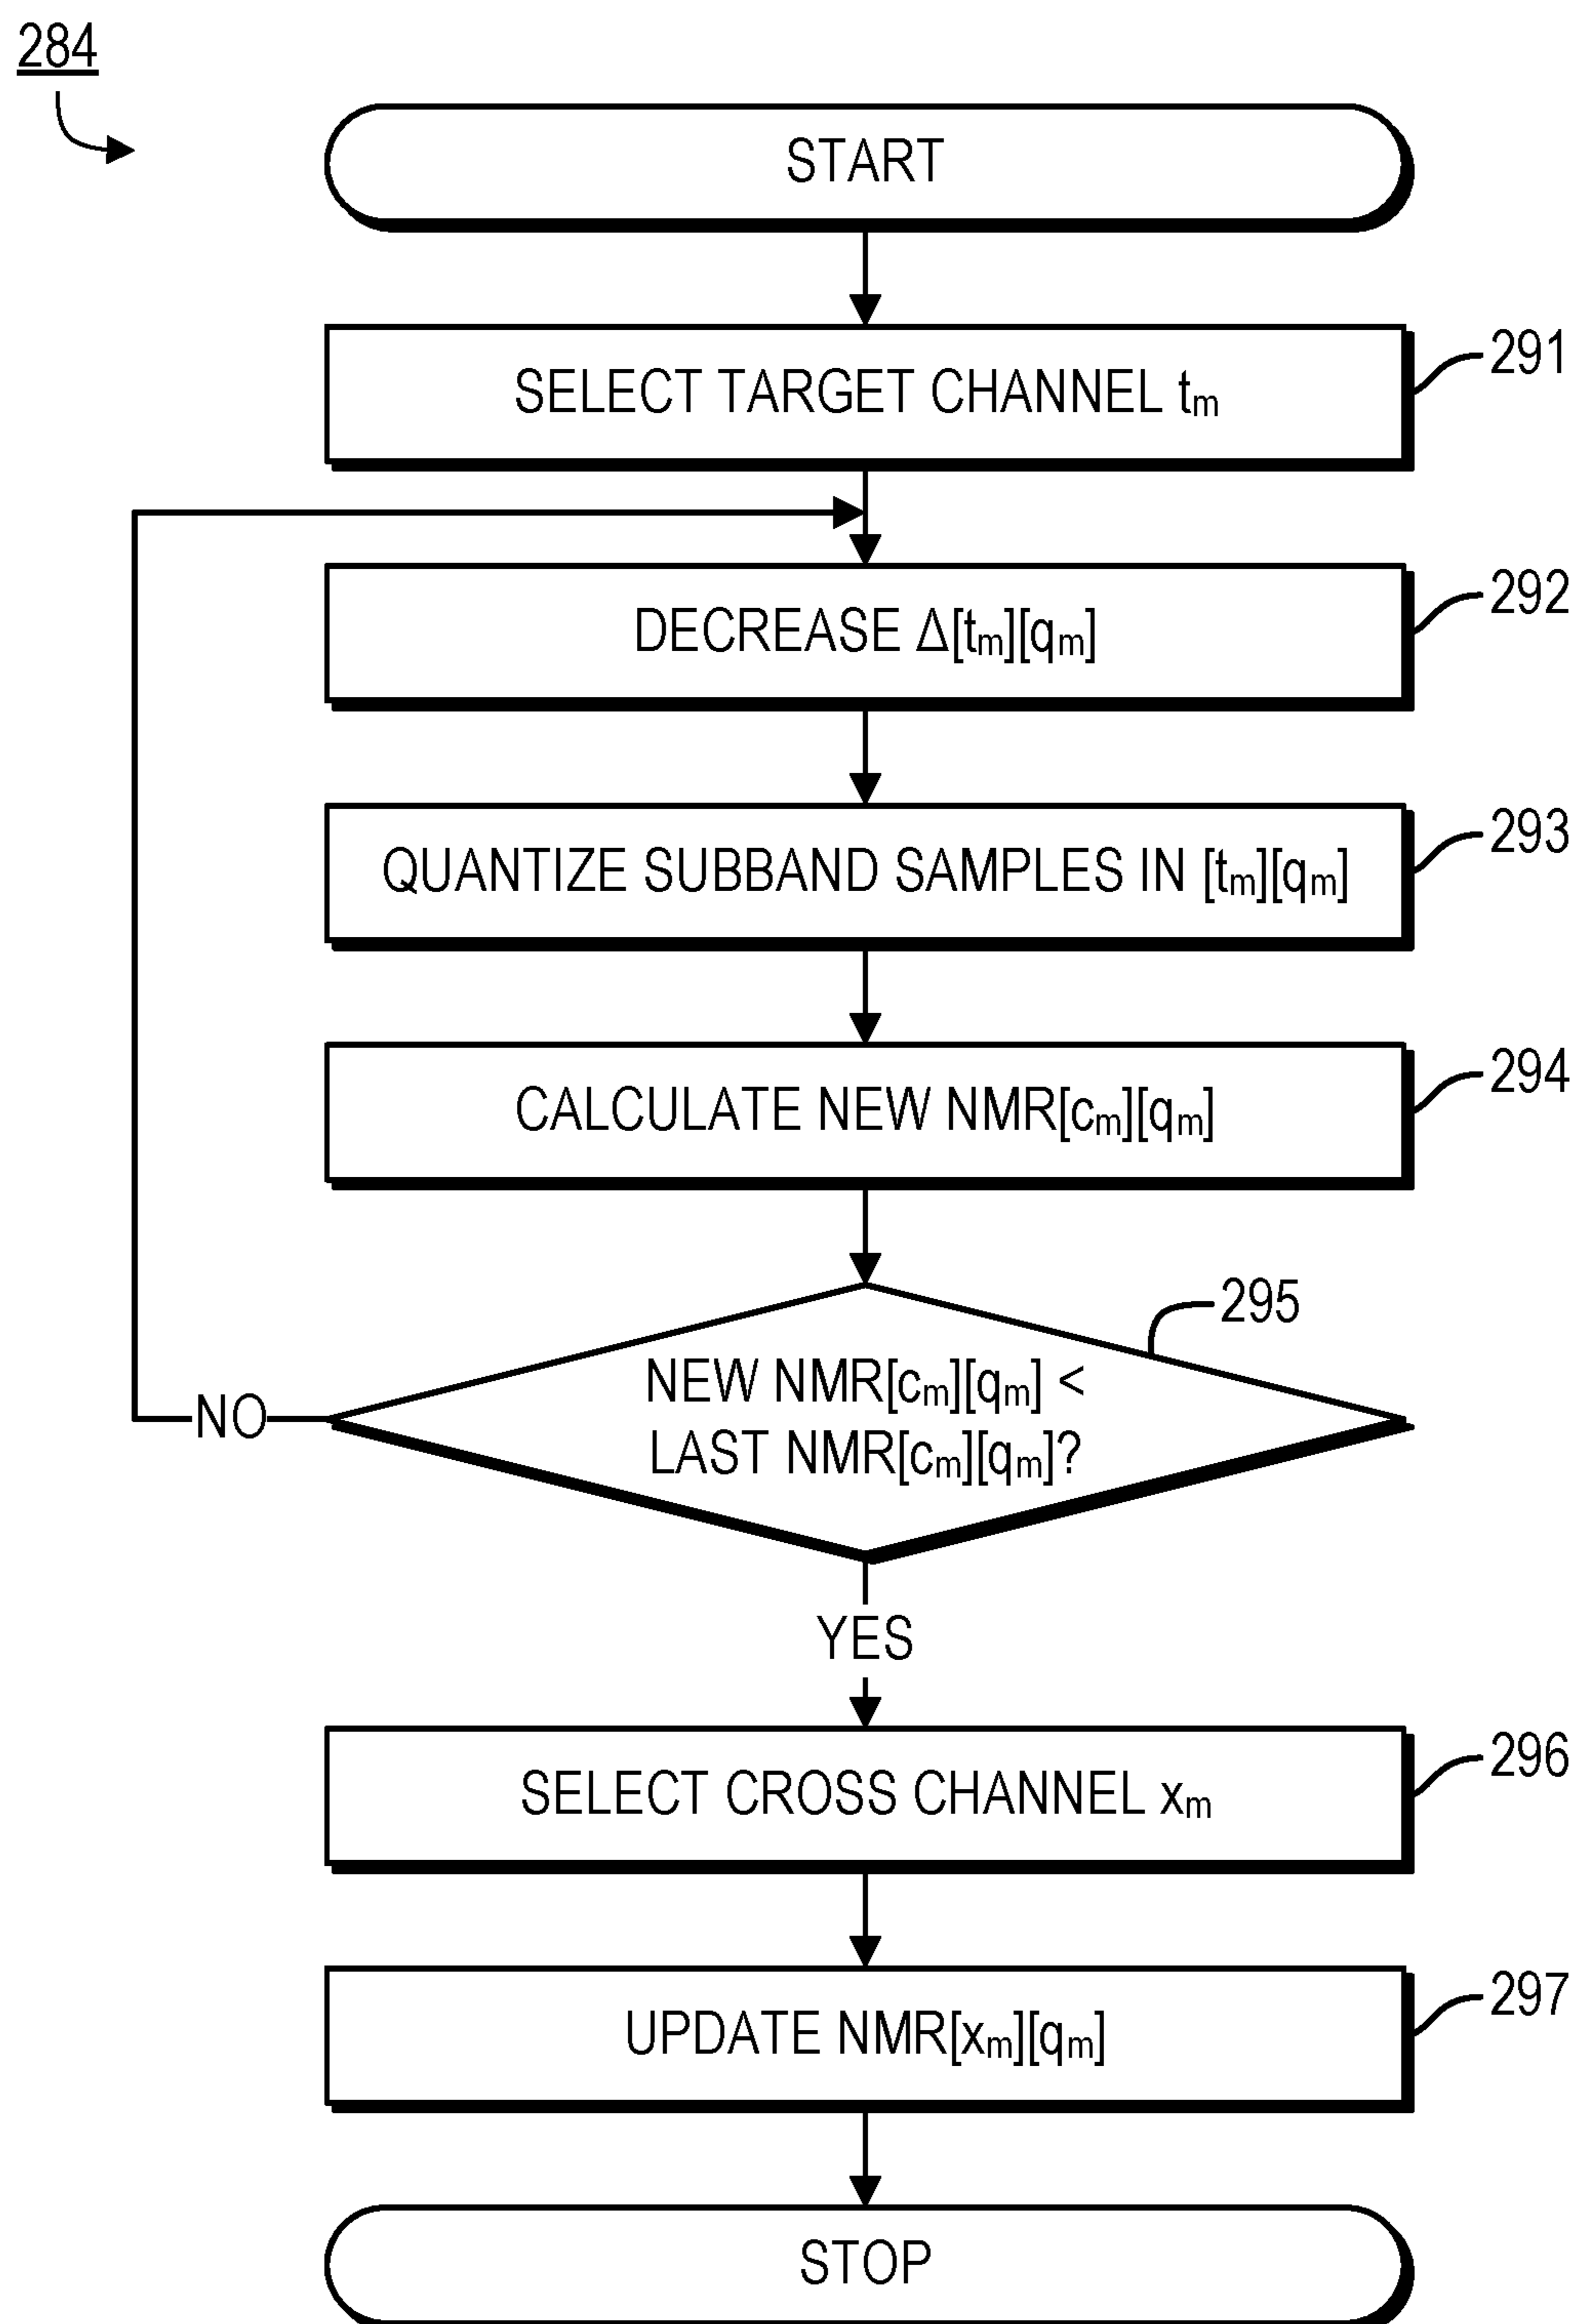 284
START
SELECT TARGET CHANNEL tₘ
291
DECREASE Δ[tₘ][qₘ]
292
QUANTIZE SUBBAND SAMPLES IN [tₘ][qₘ]
293
CALCULATE NEW NMR[cₘ][qₘ]
294
295
NEW NMR[cₘ][qₘ] <
LAST NMR[cₘ][qₘ]?
NO
YES
SELECT CROSS CHANNEL xₘ
296
UPDATE NMR[xₘ][qₘ]
297
STOP